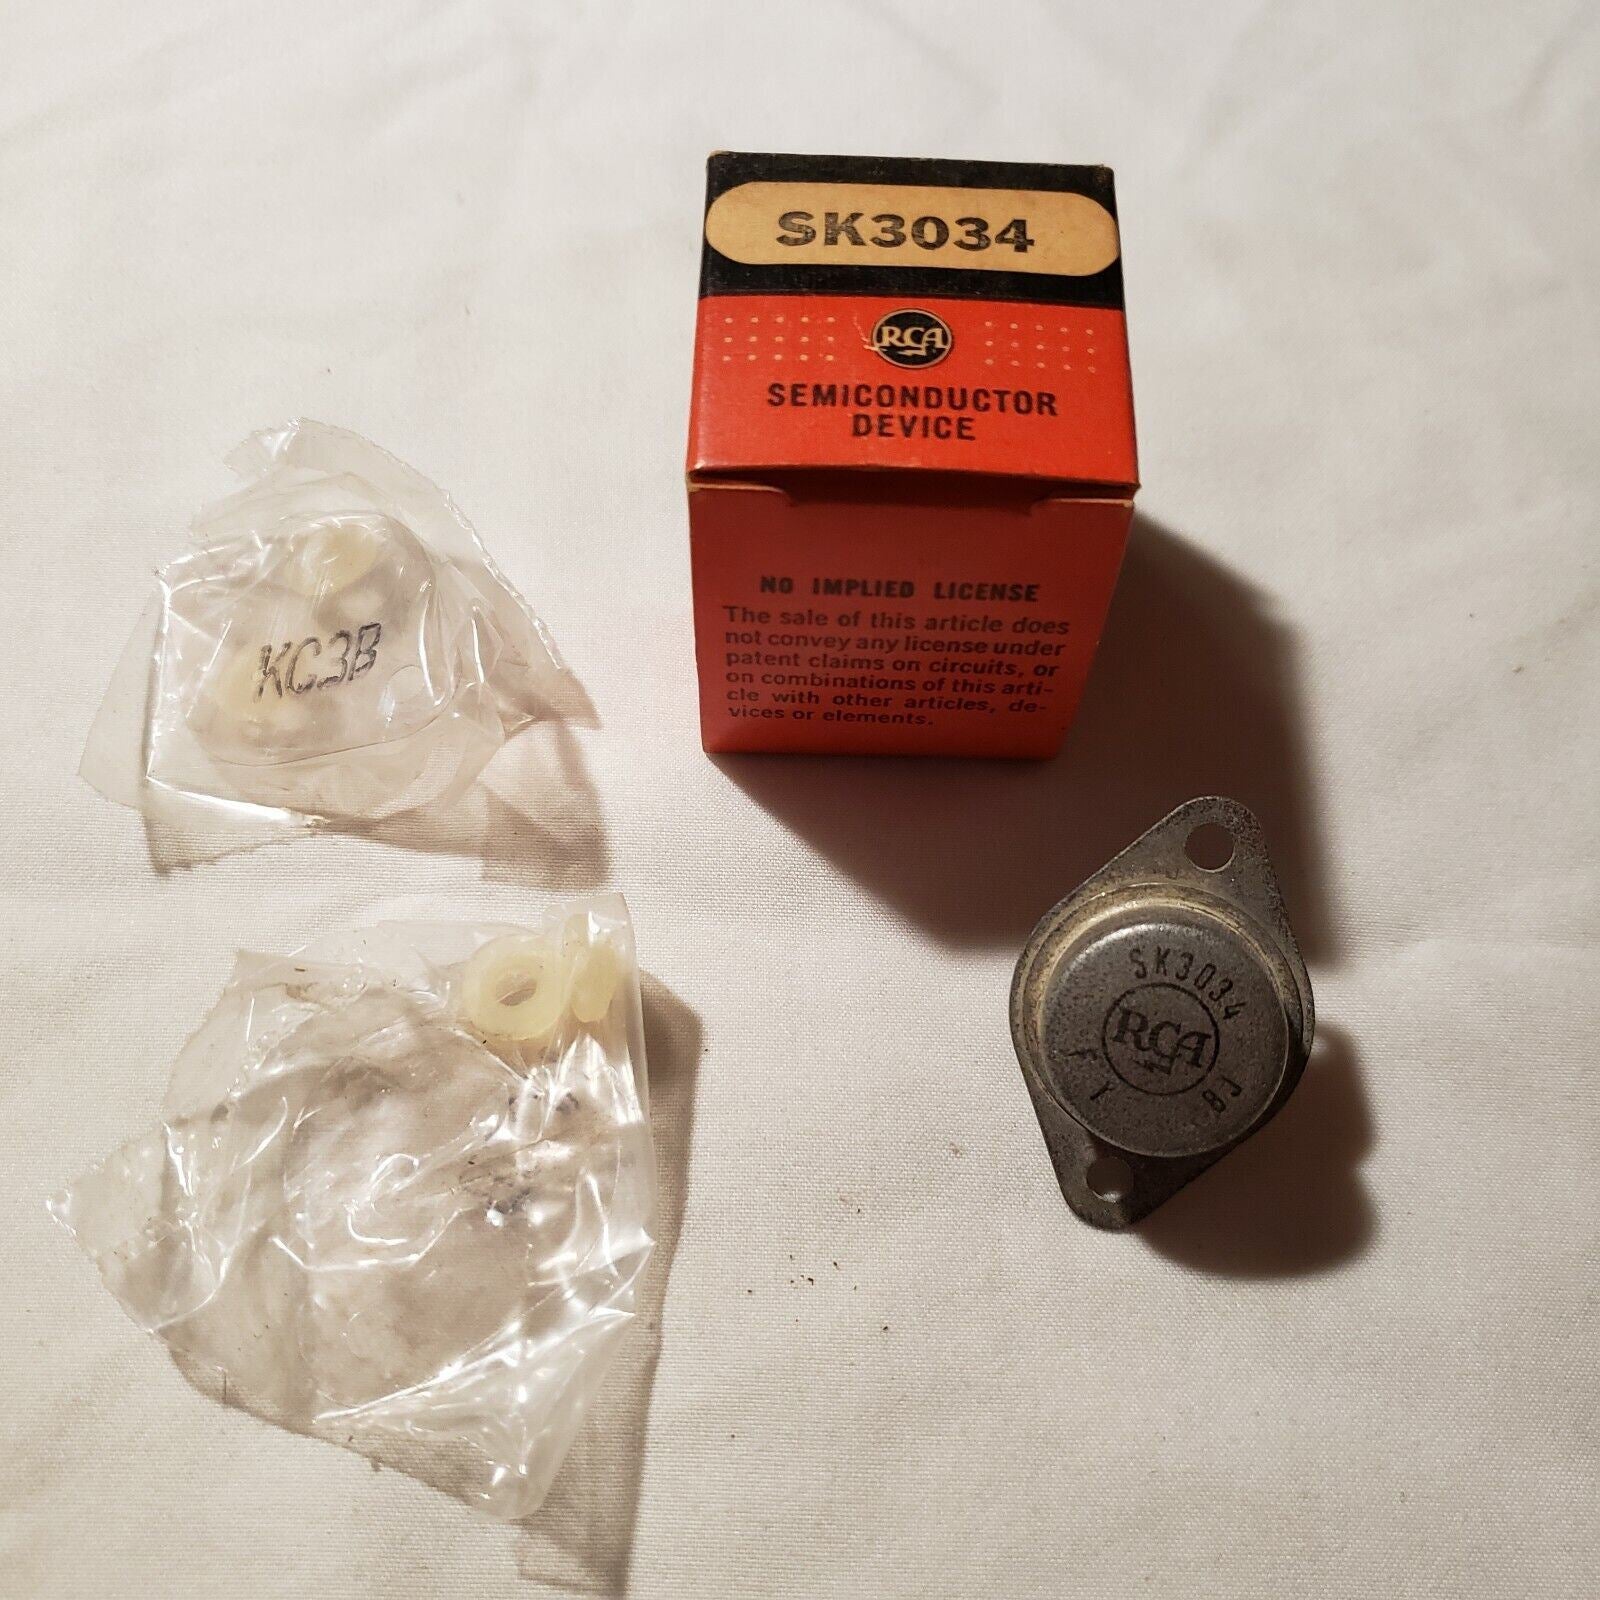 SK3034
RCA
SEMICONDUCTOR
DEVICE
NO IMPLIED LICENSE
The sale of this article does
not convey any license under
patent claims on circuits, or
on combinations of this arti-
cle with other articles, de-
vices or elements.
KC3B
SK3034
RCA
F Y 8J